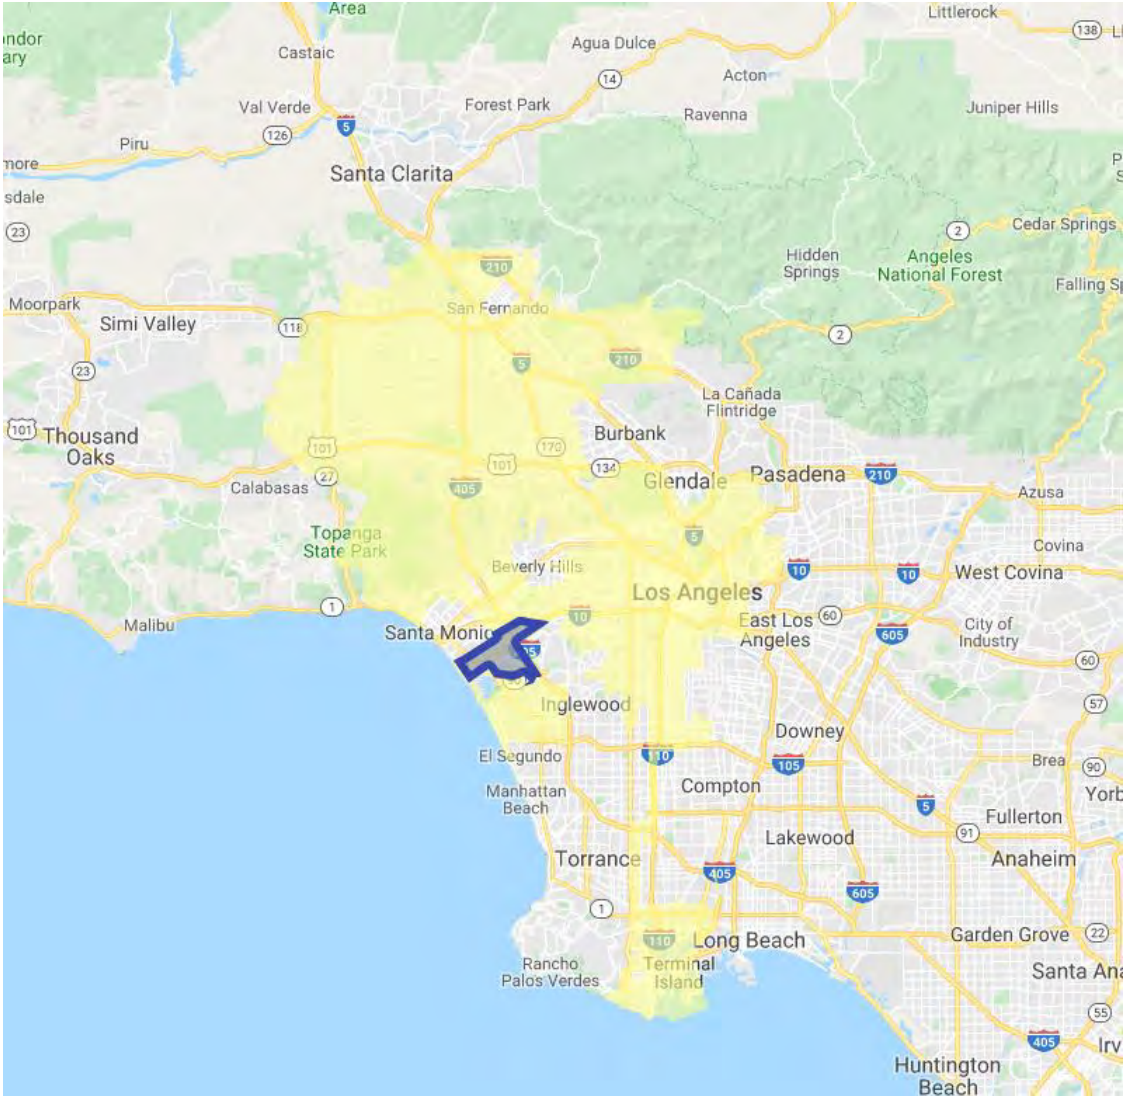 Area
Littlerock
138
ondor
ary
Castaic
Agua Dulce
14
Acton
Val Verde
Forest Park
Ravenna
Juniper Hills
5
126
Piru
more
Santa Clarita
sdale
23
Cedar Springs
2
Hidden
Springs
Angeles
National Forest
210
Falling Sp
Moorpark
San Fernando
Simi Valley
118
2
5
210
23
La Cañada
Flintridge
101
Thousand
Oaks
Burbank
101
170
101
134
Glendale
Pasadena
210
27
405
Calabasas
Azusa
Topanga
State Park
5
Covina
Beverly Hills
10
10
West Covina
Los Angeles
1
10
60
Malibu
Santa Monic
East Los
Angeles
605
City of
Industry
60
05
Inglewood
57
Downey
El Segundo
110
105
Brea
90
Compton
Manhattan
Beach
5
Yorb
Fullerton
91
Lakewood
Torrance
Anaheim
405
605
1
22
110
Long Beach
Garden Grove
Rancho
Palos Verdes
Terminal
Island
Santa Ana
55
405
Irv
Huntington
Beach